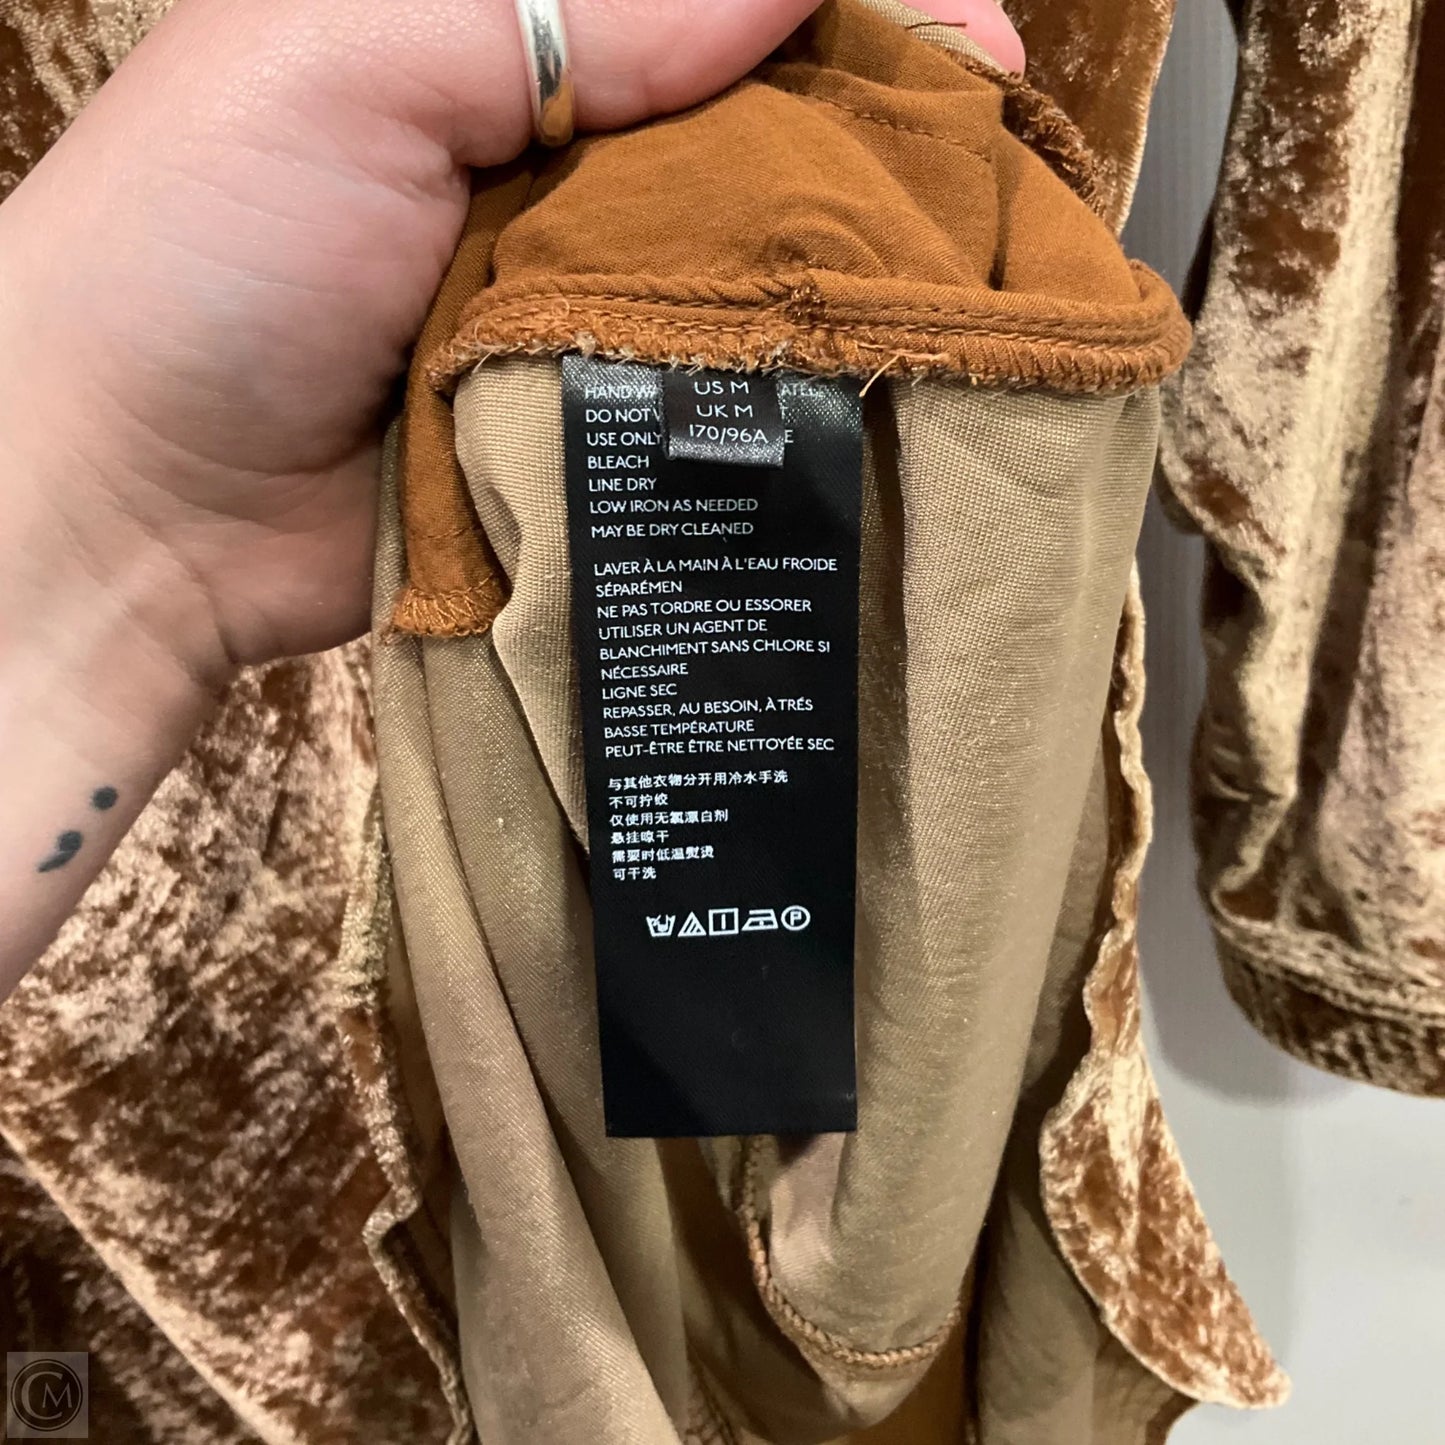 US M
UK M
170/96A
HAND
DO NOT
USE ONLY
BLEACH
LINE DRY
LOW IRON AS NEEDED
MAY BE DRY CLEANED
LAVER À LA MAIN À L'EAU FROIDE
SÉPARÉMEN
NE PAS TORDRE OU ESSORER
UTILISER UN AGENT DE
BLANCHIMENT SANS CHLORE SI
NÉCESSAIRE
LIGNE SEC
REPASSER, AU BESOIN, À TRÉS
BASSE TEMPÉRATURE
PEUT-ÊTRE ÊTRE NETTOYÉE SEC
与其他衣物分开用冷水手洗
不可拧绞
仅使用无氯漂白剂
悬挂晾干
需要时低温熨烫
可干洗
P
CM